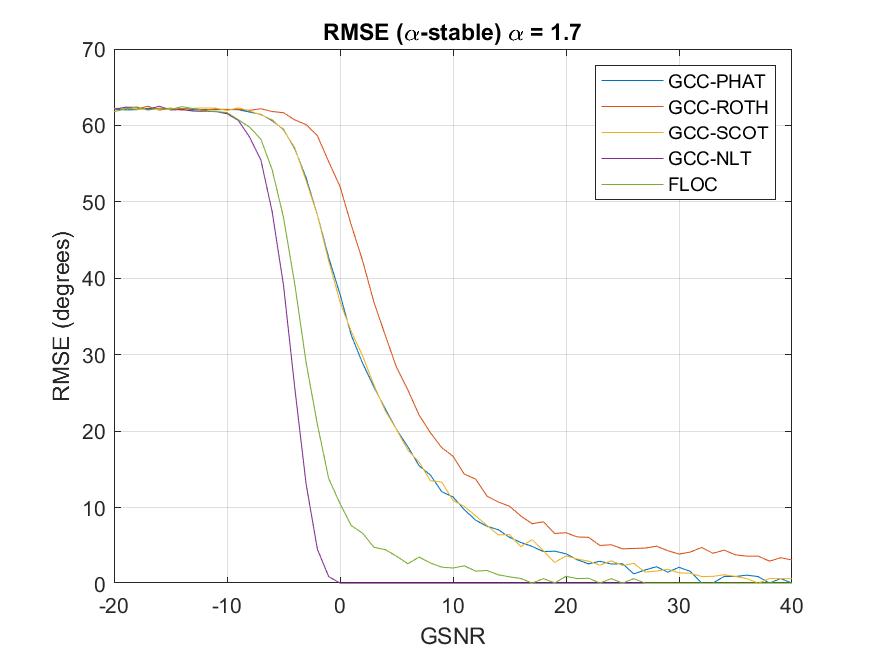 RMSE (α-stable) α = 1.7
70
60
50
40
30
20
10
0
RMSE (degrees)
-20
-10
0
10
20
30
40
GSNR
GCC-PHAT
GCC-ROTH
GCC-SCOT
GCC-NLT
FLOC